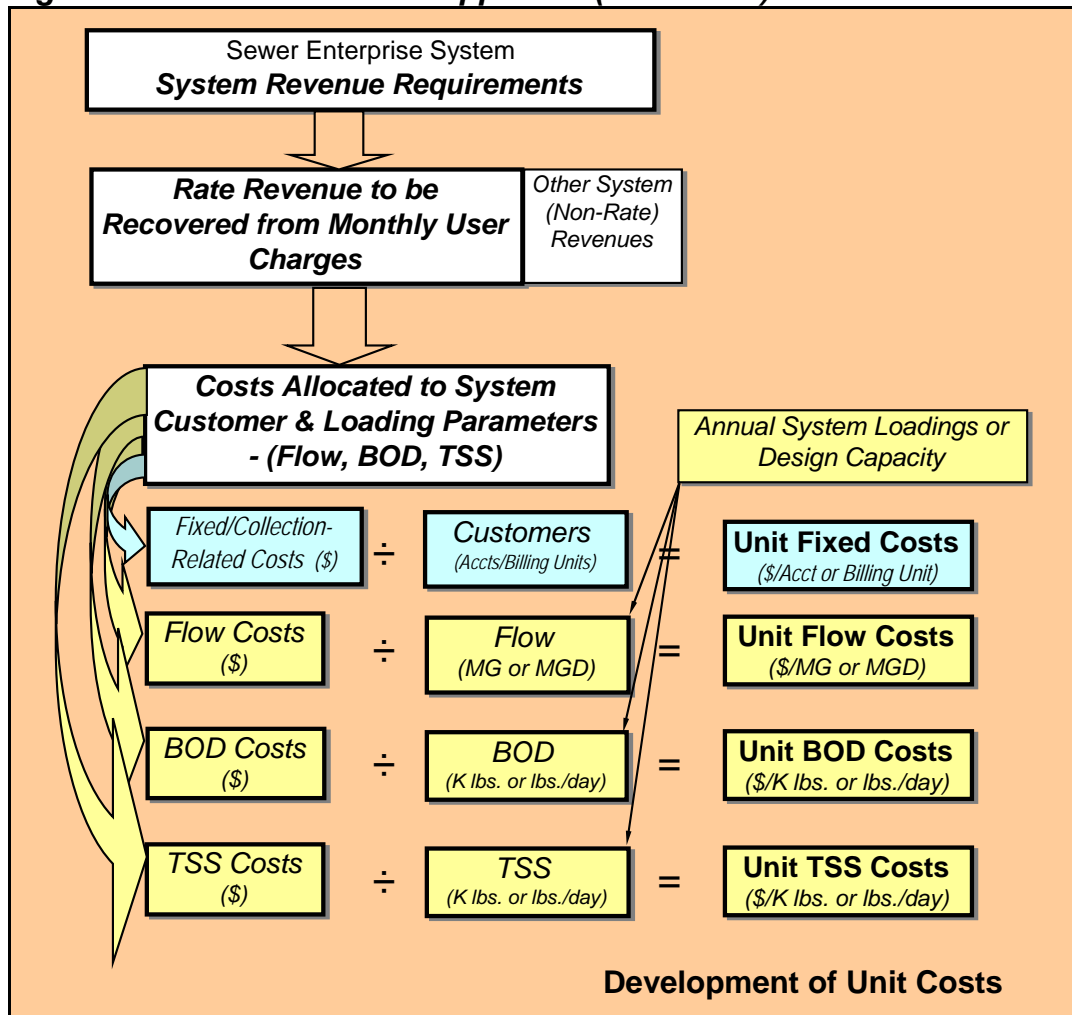 Sewer Enterprise System
System Revenue Requirements
Rate Revenue to be
Recovered from Monthly User
Charges
Other System
(Non-Rate)
Revenues
Costs Allocated to System
Customer & Loading Parameters
- (Flow, BOD, TSS)
Annual System Loadings or
Design Capacity
Fixed/Collection-
Related Costs ($)
÷
Customers
(Accts/Billing Units)
=
Unit Fixed Costs
($/Acct or Billing Unit)
Flow Costs
($)
÷
Flow
(MG or MGD)
=
Unit Flow Costs
($/MG or MGD)
BOD Costs
($)
÷
BOD
(K lbs. or lbs./day)
=
Unit BOD Costs
($/K lbs. or lbs./day)
TSS Costs
($)
÷
TSS
(K lbs. or lbs./day)
=
Unit TSS Costs
($/K lbs. or lbs./day)
Development of Unit Costs